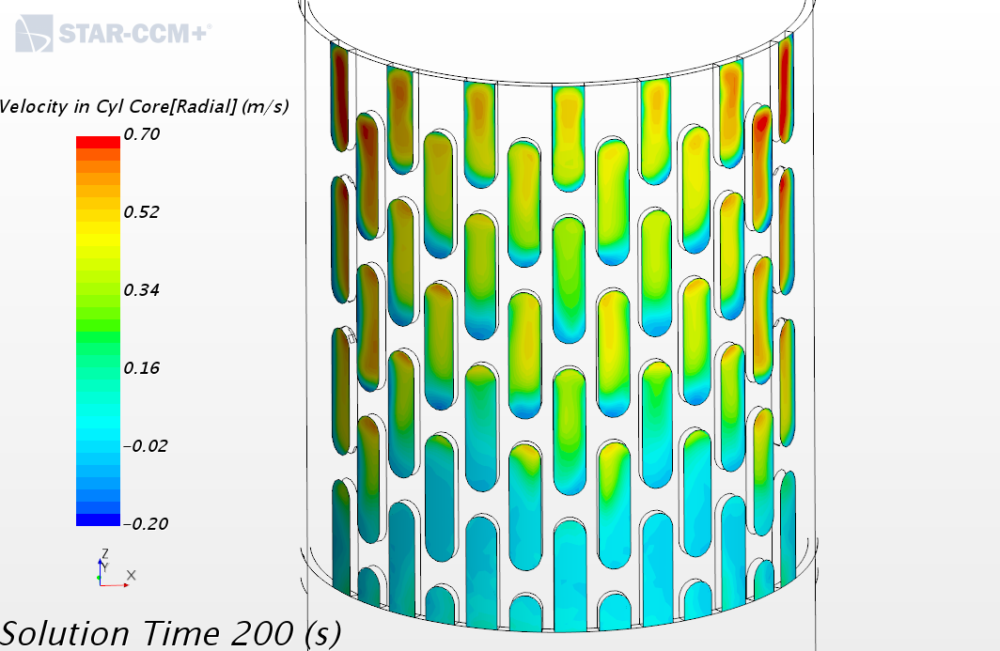 STAR-CCM+®
Velocity in Cyl Core[Radial] (m/s)
0.70
0.52
0.34
0.16
−0.02
−0.20
Z
Y
X
Solution Time 200 (s)